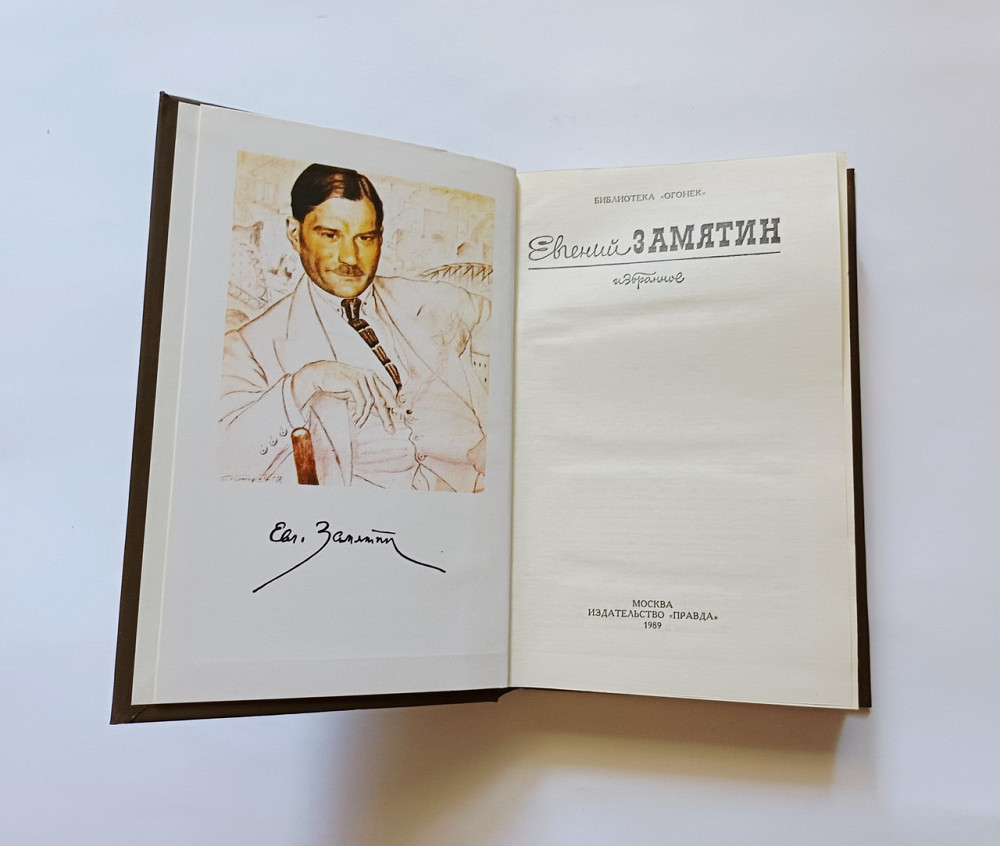 Евг. Замятин
БИБЛИОТЕКА «ОГОНЕК»
Евгений ЗАМЯТИН
избранное
МОСКВА
ИЗДАТЕЛЬСТВО «ПРАВДА»
1989